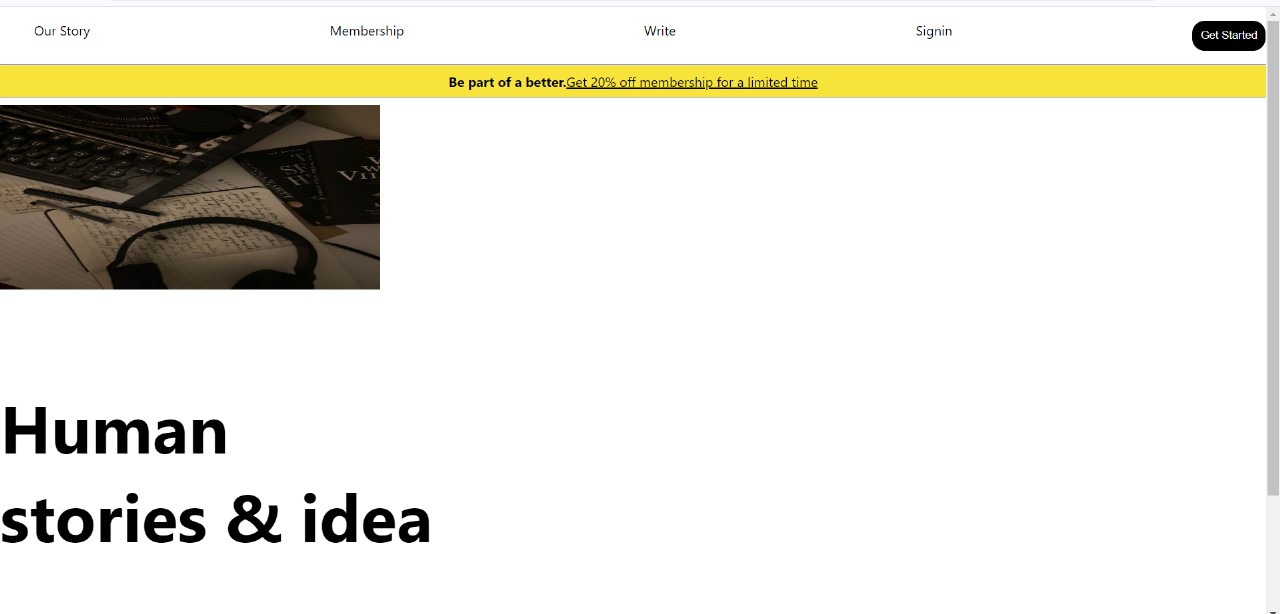 Our Story Membership Write Signin Get Started
Be part of a better.Get 20% off membership for a limited time
Human
stories & idea